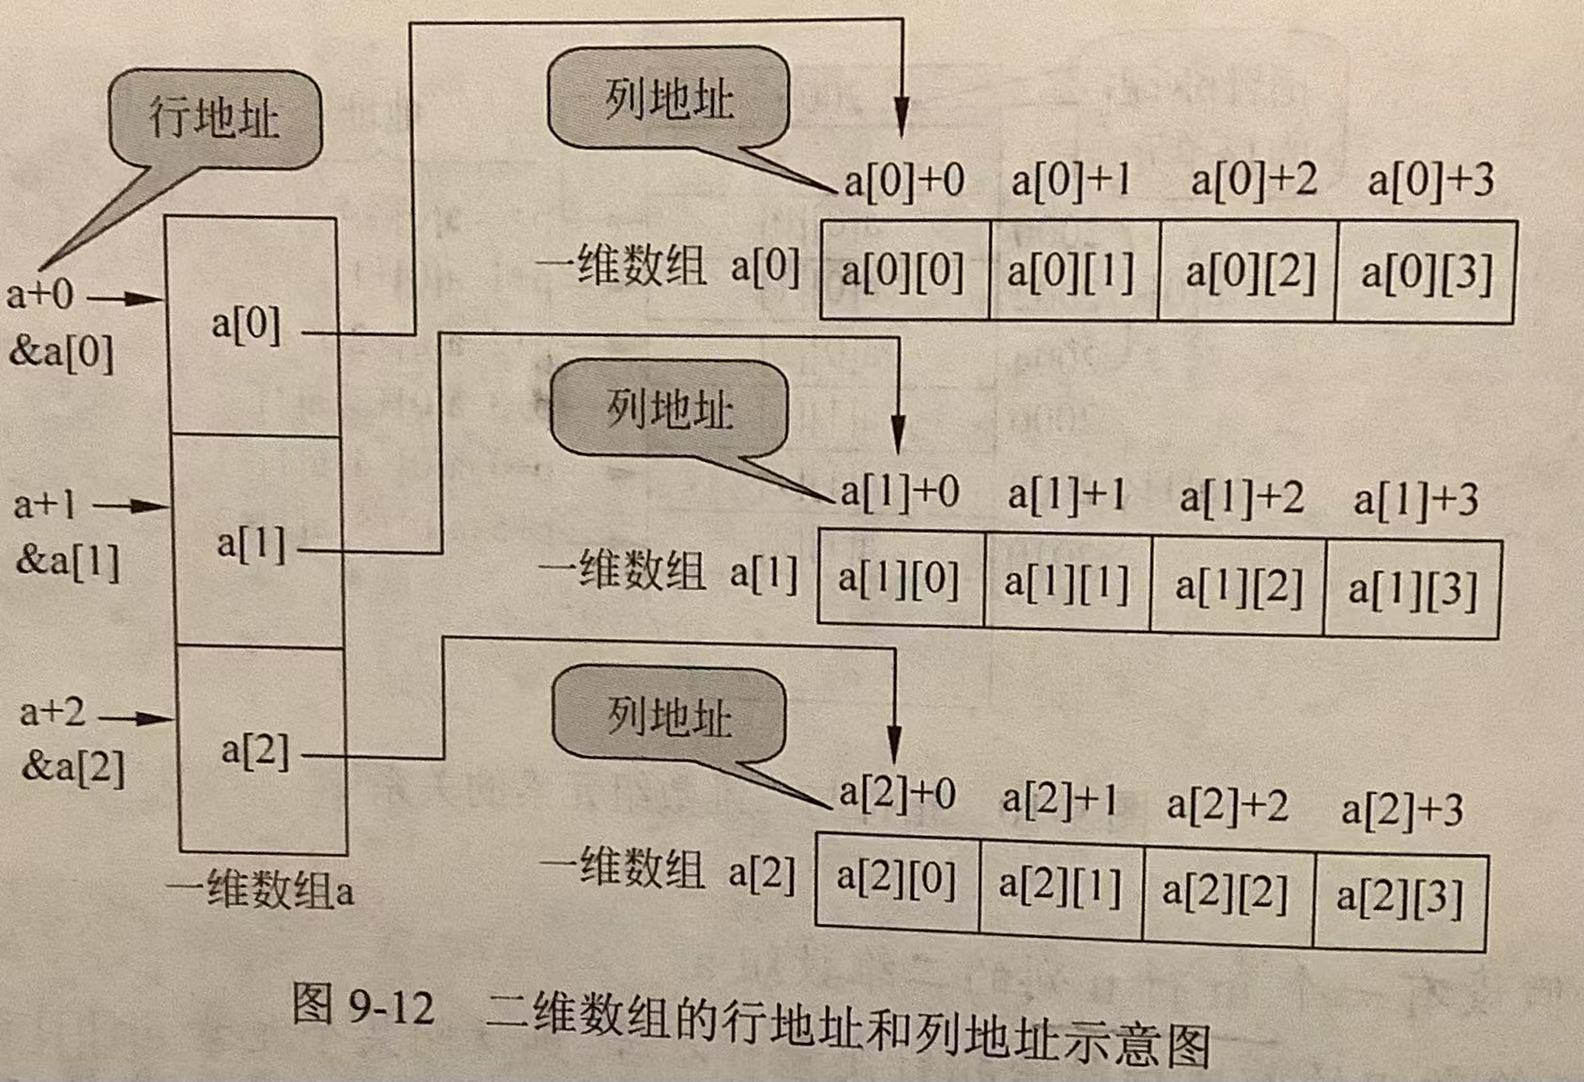 行地址
列地址
a[0]+0 a[0]+1 a[0]+2 a[0]+3
一维数组 a[0] a[0][0] a[0][1] a[0][2] a[0][3]
a+0
&a[0]
a[0]
列地址
a[1]+0 a[1]+1 a[1]+2 a[1]+3
一维数组 a[1] a[1][0] a[1][1] a[1][2] a[1][3]
a+1
&a[1]
a[1]
列地址
a[2]+0 a[2]+1 a[2]+2 a[2]+3
一维数组 a[2] a[2][0] a[2][1] a[2][2] a[2][3]
a+2
&a[2]
a[2]
一维数组a
图 9-12 二维数组的行地址和列地址示意图